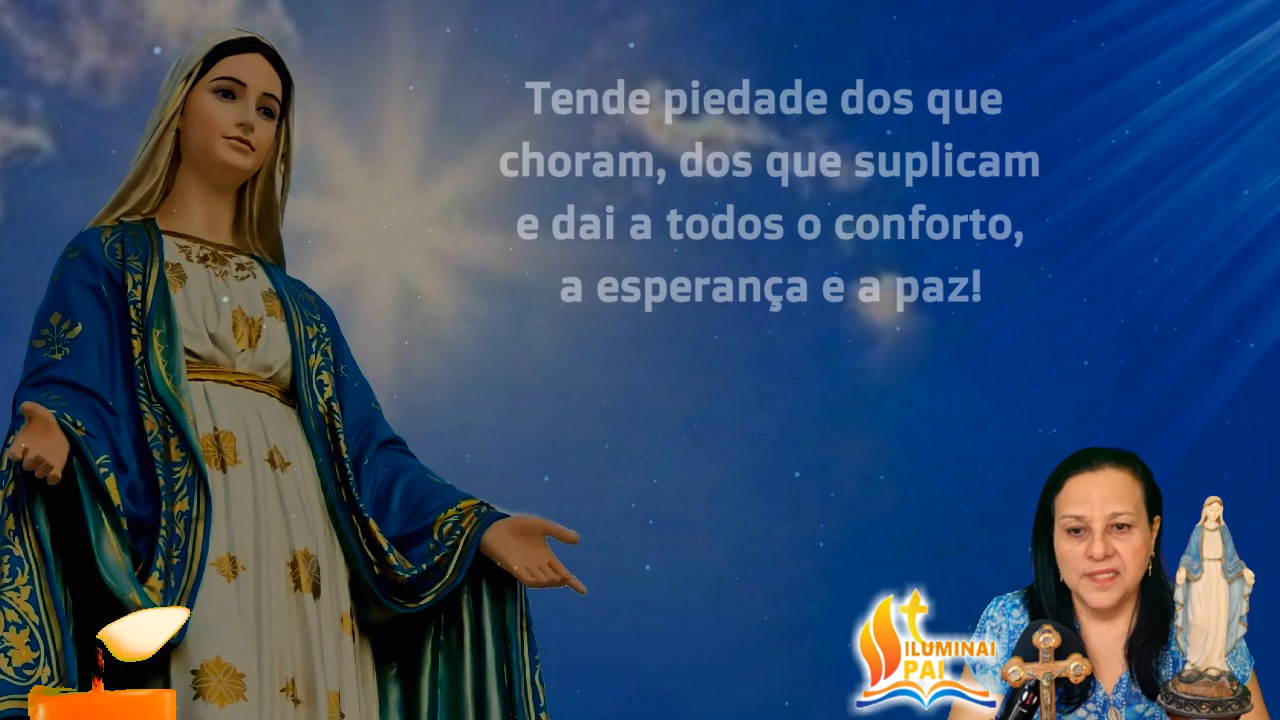 Tende piedade dos que
choram, dos que suplicam
e dai a todos o conforto,
a esperança e a paz!
ILUMINAI
PAI